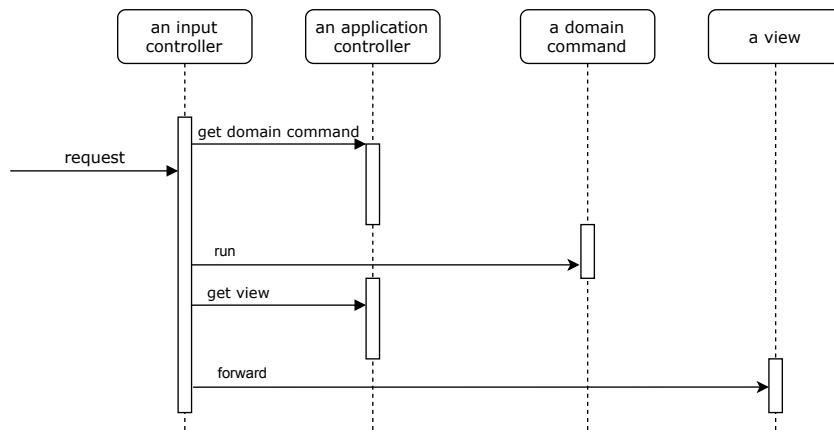 an input
controller
an application
controller
a domain
command
a view
get domain command
request
run
get view
forward